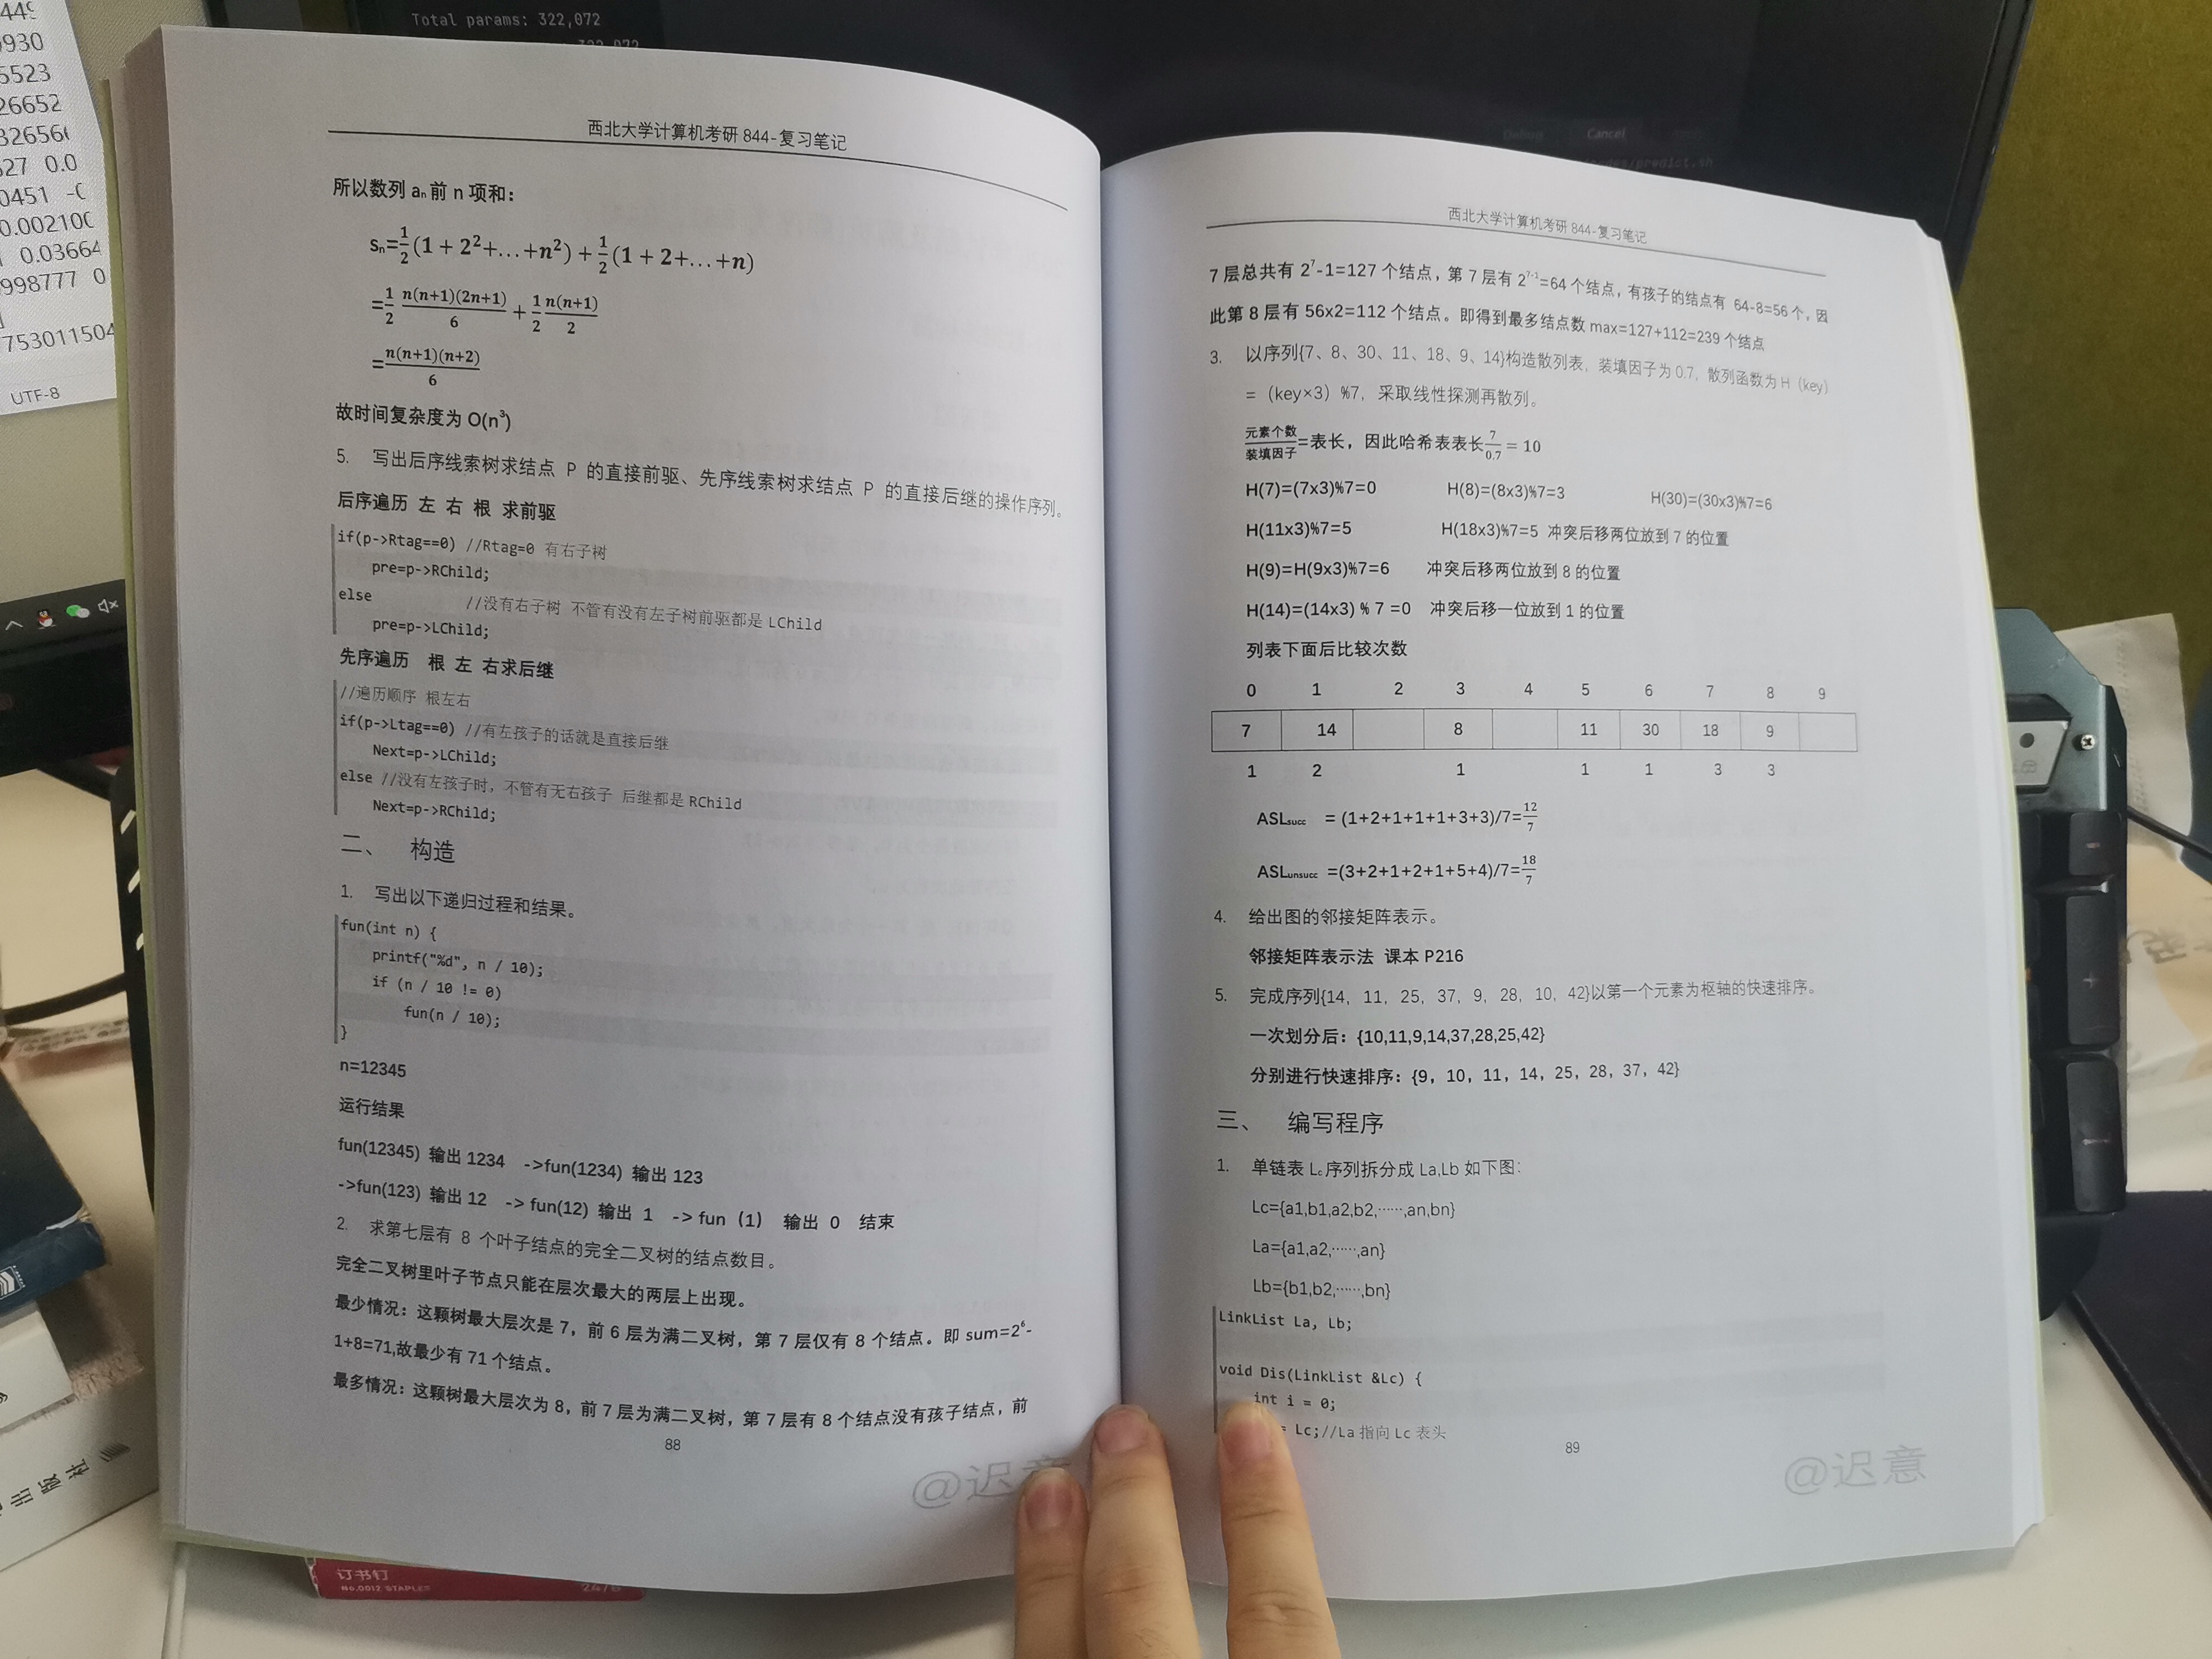 Total params: 322,072
930
5523
26652
0.0
0451
0.03664
998777 0
753011504
UTF-8
西北大学计算机考研 844-复习笔记
所以数列 aₙ前 n 项和：
sₙ=1/2(1 + 2²+...+n²) + 1/2(1 + 2+...+n)
=1/2 n(n+1)(2n+1)/6 + 1/2 n(n+1)/2
=n(n+1)(n+2)/6
故时间复杂度为 O(n³)
5. 写出后序线索树求结点 P 的直接前驱、先序线索树求结点 P 的直接后继的操作序列。
后序遍历 左 右 根 求前驱
if(p->Rtag==0) //Rtag=0 有右子树
pre=p->RChild;
else //没有右子树 不管有没有左子树前驱都是 LChild
pre=p->LChild;
先序遍历 根 左 右求后继
//遍历顺序 根左右
if(p->Ltag==0) //有左孩子的话就是直接后继
Next=p->LChild;
else //没有左孩子时，不管有无右孩子 后继都是 RChild
Next=p->RChild;
二、 构造
1. 写出以下递归过程和结果。
fun(int n) {
printf("%d", n / 10);
if (n / 10 != 0)
fun(n / 10);
}
n=12345
运行结果
fun(12345) 输出 1234 ->fun(1234) 输出 123
->fun(123) 输出 12 -> fun(12) 输出 1 -> fun（1） 输出 0 结束
2. 求第七层有 8 个叶子结点的完全二叉树的结点数目。
完全二叉树里叶子节点只能在层次最大的两层上出现。
最少情况：这颗树最大层次是 7，前 6 层为满二叉树，第 7 层仅有 8 个结点。即 sum=2⁶-
1+8=71,故最少有 71 个结点。
最多情况：这颗树最大层次为 8，前 7 层为满二叉树，第 7 层有 8 个结点没有孩子结点，前
88
@迟意
西北大学计算机考研 844-复习笔记
7 层总共有 2⁷-1=127 个结点，第 7 层有 2⁷⁻¹=64 个结点，有孩子的结点有 64-8=56 个，因
此第 8 层有 56x2=112 个结点。即得到最多结点数 max=127+112=239 个结点
3. 以序列{7、8、30、11、18、9、14}构造散列表，装填因子为 0.7，散列函数为 H（key）
=（key×3）%7，采取线性探测再散列。
元素个数/装填因子=表长，因此哈希表表长7/0.7 = 10
H(7)=(7x3)%7=0 H(8)=(8x3)%7=3 H(30)=(30x3)%7=6
H(11x3)%7=5 H(18x3)%7=5 冲突后移两位放到 7 的位置
H(9)=H(9x3)%7=6 冲突后移两位放到 8 的位置
H(14)=(14x3) % 7 =0 冲突后移一位放到 1 的位置
列表下面后比较次数
0 1 2 3 4 5 6 7 8 9
7 14 8 11 30 18 9
1 2 1 1 1 3 3
ASLsucc = (1+2+1+1+1+3+3)/7=12/7
ASLunsucc =(3+2+1+2+1+5+4)/7=18/7
4. 给出图的邻接矩阵表示。
邻接矩阵表示法 课本 P216
5. 完成序列{14，11，25，37，9，28，10，42}以第一个元素为枢轴的快速排序。
一次划分后：{10,11,9,14,37,28,25,42}
分别进行快速排序：{9，10，11，14，25，28，37，42}
三、 编写程序
1. 单链表 Lc 序列拆分成 La,Lb 如下图：
Lc={a1,b1,a2,b2,……,an,bn}
La={a1,a2,……,an}
Lb={b1,b2,……,bn}
LinkList La, Lb;
void Dis(LinkList &Lc) {
int i = 0;
= Lc;//La 指向 Lc 表头
89
@迟意
Cancel
订书钉
No.0012 STAPLES
24/6
出版社